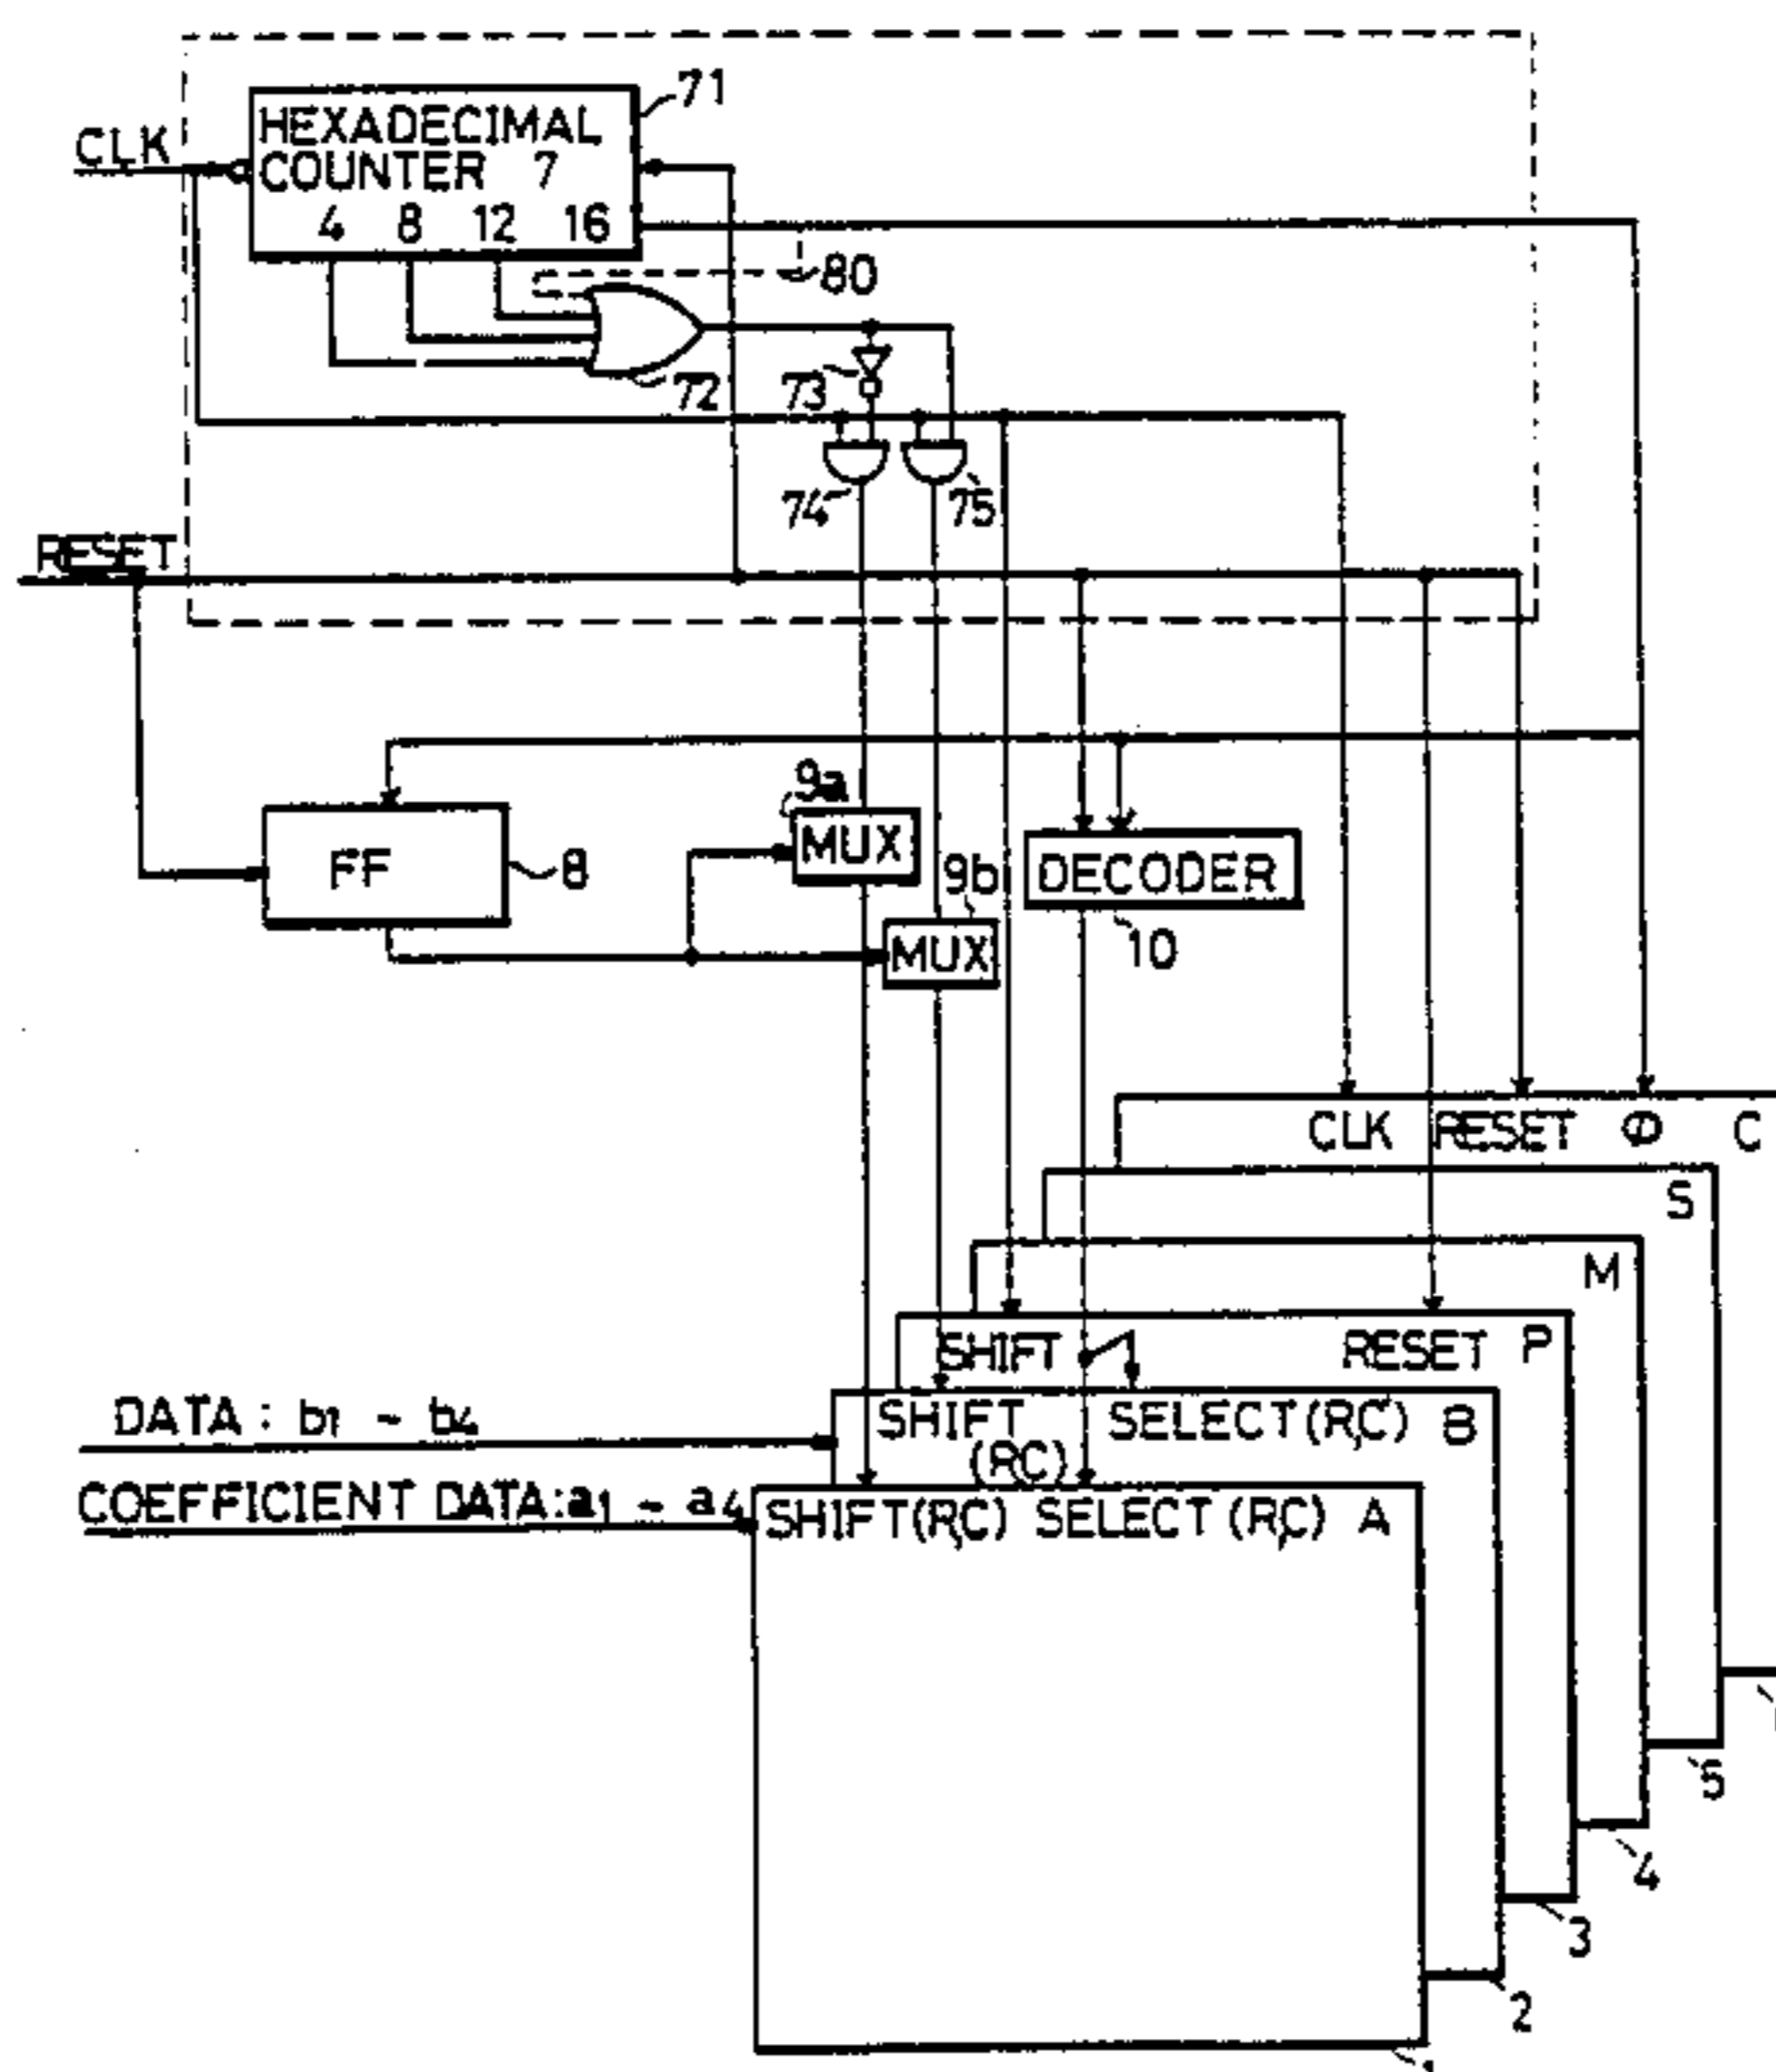 71
CLK
HEXADECIMAL
COUNTER 7
4 8 12 16
80
72
73
74
75
RESET
9a
MUX
FF
8
9b
MUX
DECODER
10
CLK RESET Φ C
S
M
SHIFT RESET P
DATA : b1 - b4
SHIFT (RC) SELECT (R,C) B
COEFFICIENT DATA: a1 - a4
SHIFT(R,C) SELECT (R,C) A
5
4
3
2